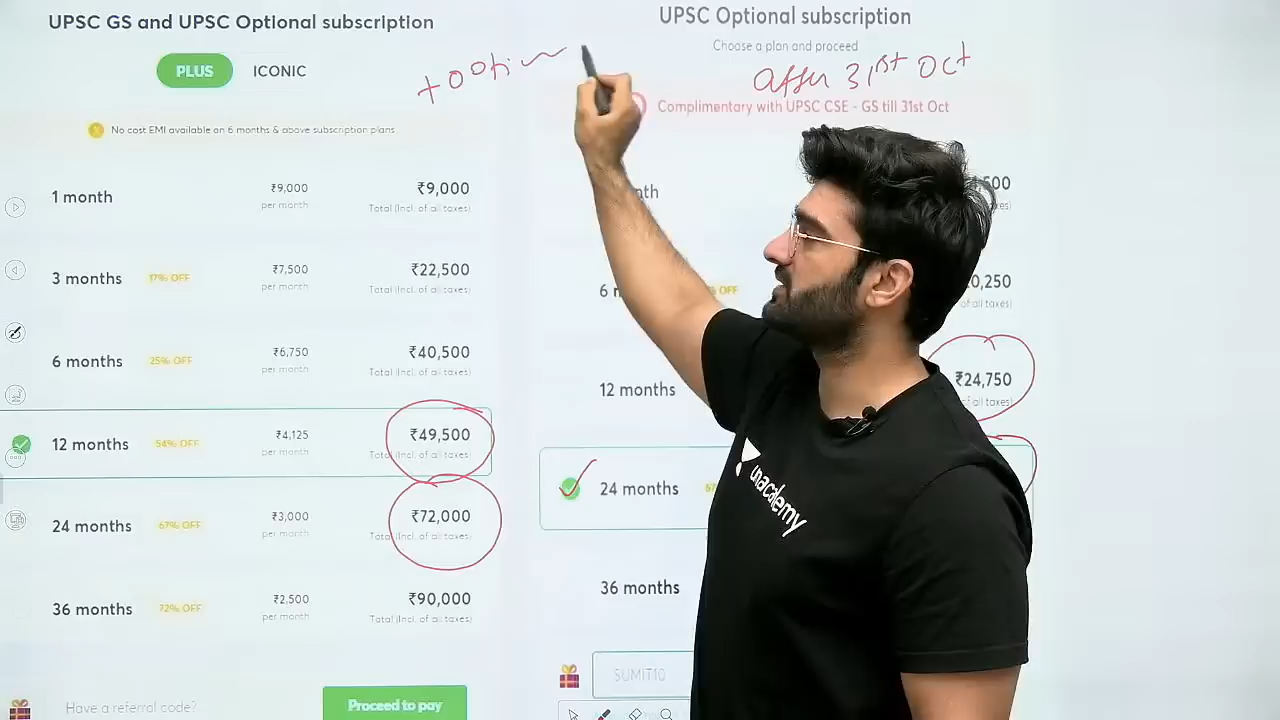 UPSC GS and UPSC Optional subscription
PLUS
ICONIC
No cost EMI available on 6 months & above subscription plans
1 month
₹9,000
per month
₹9,000
Total (Incl. of all taxes)
3 months
17% OFF
₹7,500
per month
₹22,500
Total (Incl. of all taxes)
6 months
25% OFF
₹6,750
per month
₹40,500
Total (Incl. of all taxes)
12 months
54% OFF
₹4,125
per month
₹49,500
Total (Incl. of all taxes)
24 months
67% OFF
₹3,000
per month
₹72,000
Total (Incl. of all taxes)
36 months
72% OFF
₹2,500
per month
₹90,000
Total (Incl. of all taxes)
Have a referral code?
Proceed to pay
UPSC Optional subscription
Choose a plan and proceed
After 31st Oct
Complimentary with UPSC CSE - GS till 31st Oct
6
OFF
of all taxes)
12 months
₹24,750
of all taxes)
24 months
36 months
SUMIT10
unacademy